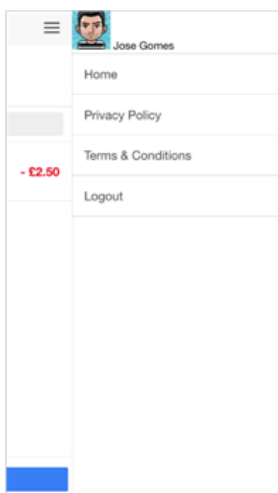 Jose Gomes
Home
Privacy Policy
- £2.50
Terms & Conditions
Logout